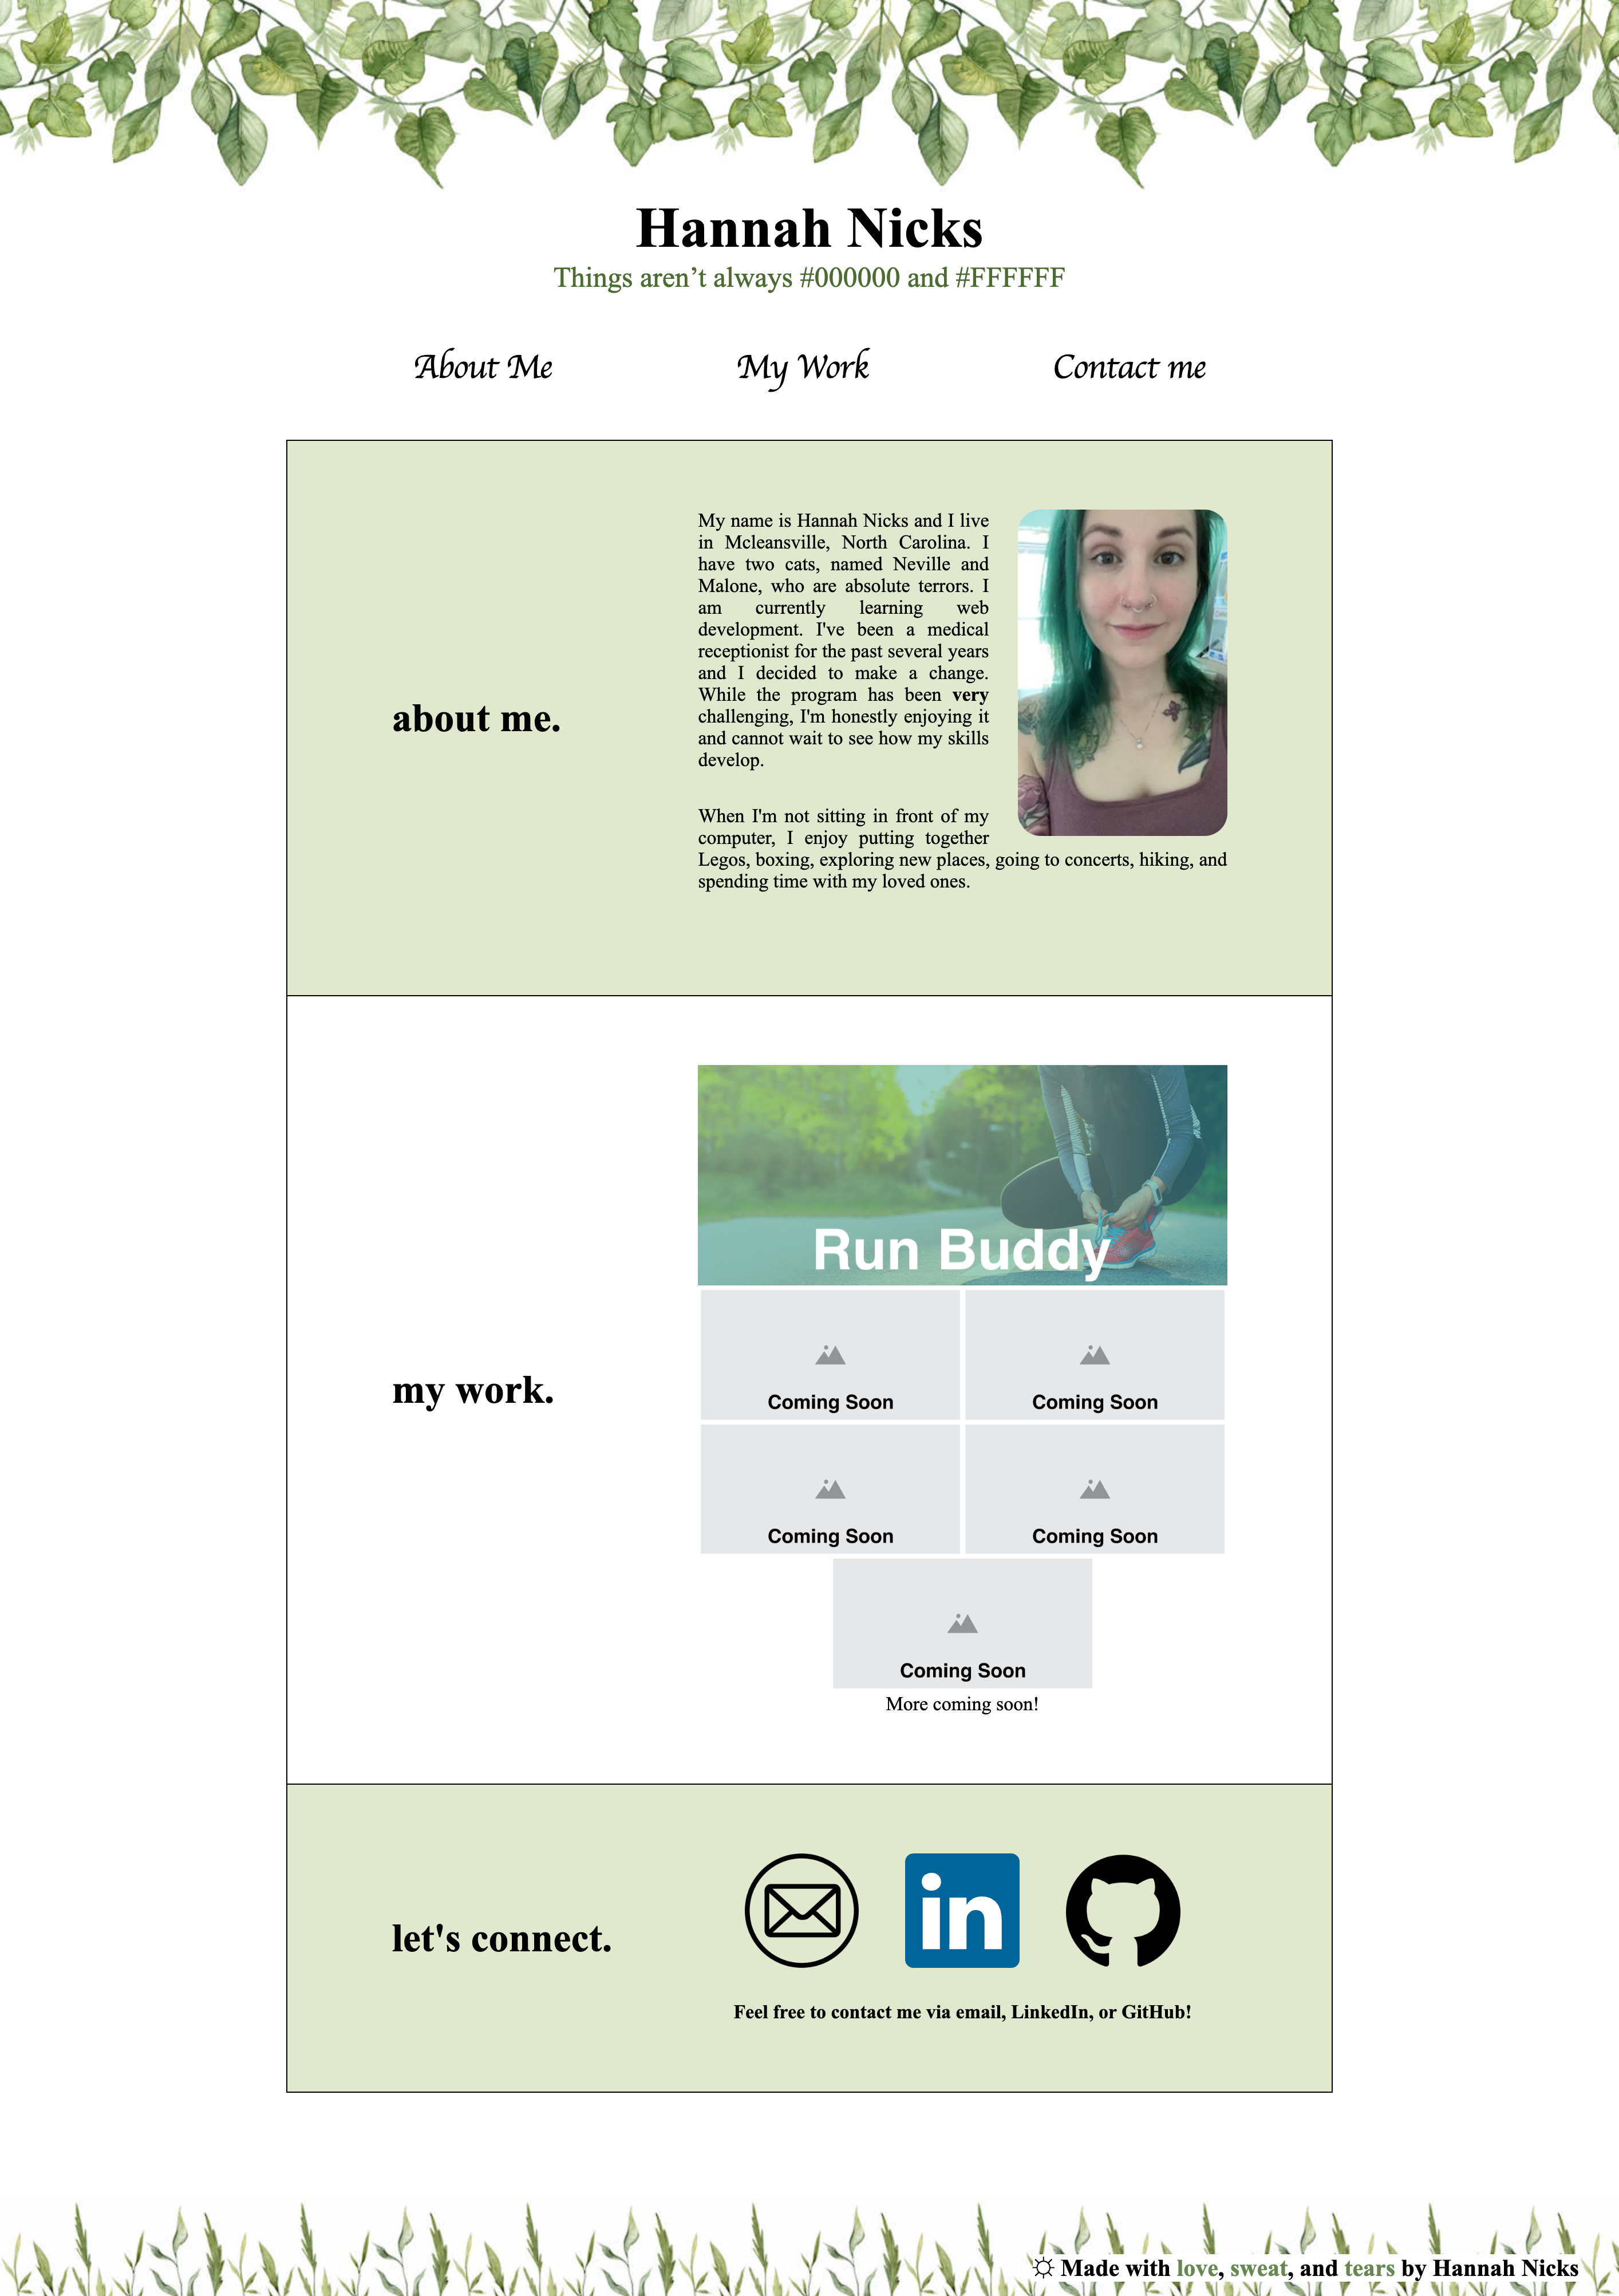 Hannah Nicks
Things aren’t always #000000 and #FFFFFF
About Me
My Work
Contact me
about me.
My name is Hannah Nicks and I live
in Mcleansville, North Carolina. I
have two cats, named Neville and
Malone, who are absolute terrors. I
am currently learning web
development. I've been a medical
receptionist for the past several years
and I decided to make a change.
While the program has been very
challenging, I'm honestly enjoying it
and cannot wait to see how my skills
develop.
When I'm not sitting in front of my
computer, I enjoy putting together
Legos, boxing, exploring new places, going to concerts, hiking, and
spending time with my loved ones.
my work.
Run Buddy
Coming Soon
Coming Soon
Coming Soon
Coming Soon
Coming Soon
More coming soon!
let's connect.
in
Feel free to contact me via email, LinkedIn, or GitHub!
Made with love, sweat, and tears by Hannah Nicks